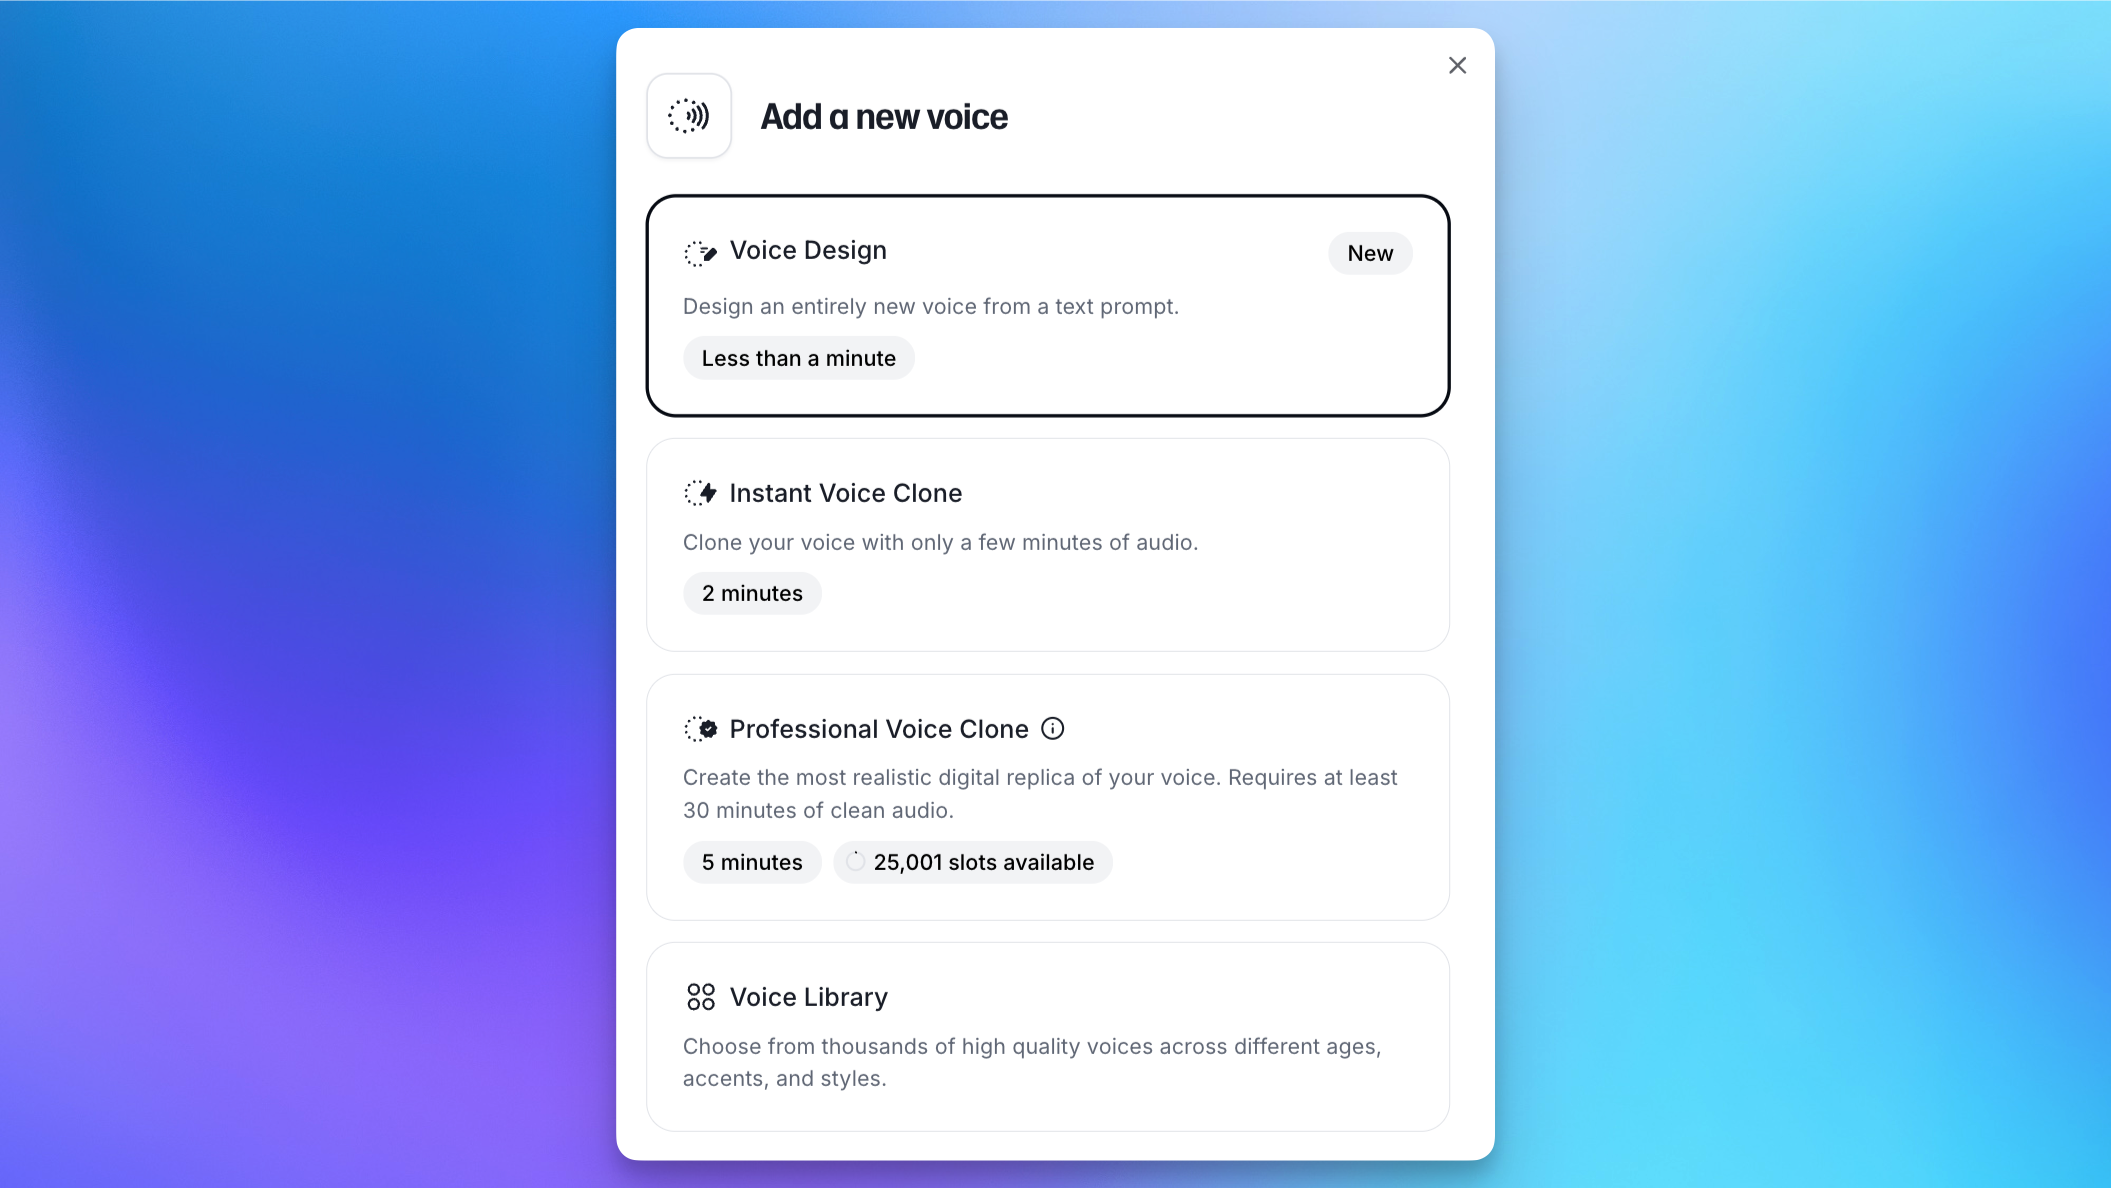 Add a new voice
Voice Design
New
Design an entirely new voice from a text prompt.
Less than a minute
Instant Voice Clone
Clone your voice with only a few minutes of audio.
2 minutes
Professional Voice Clone
Create the most realistic digital replica of your voice. Requires at least
30 minutes of clean audio.
5 minutes
25,001 slots available
Voice Library
Choose from thousands of high quality voices across different ages,
accents, and styles.